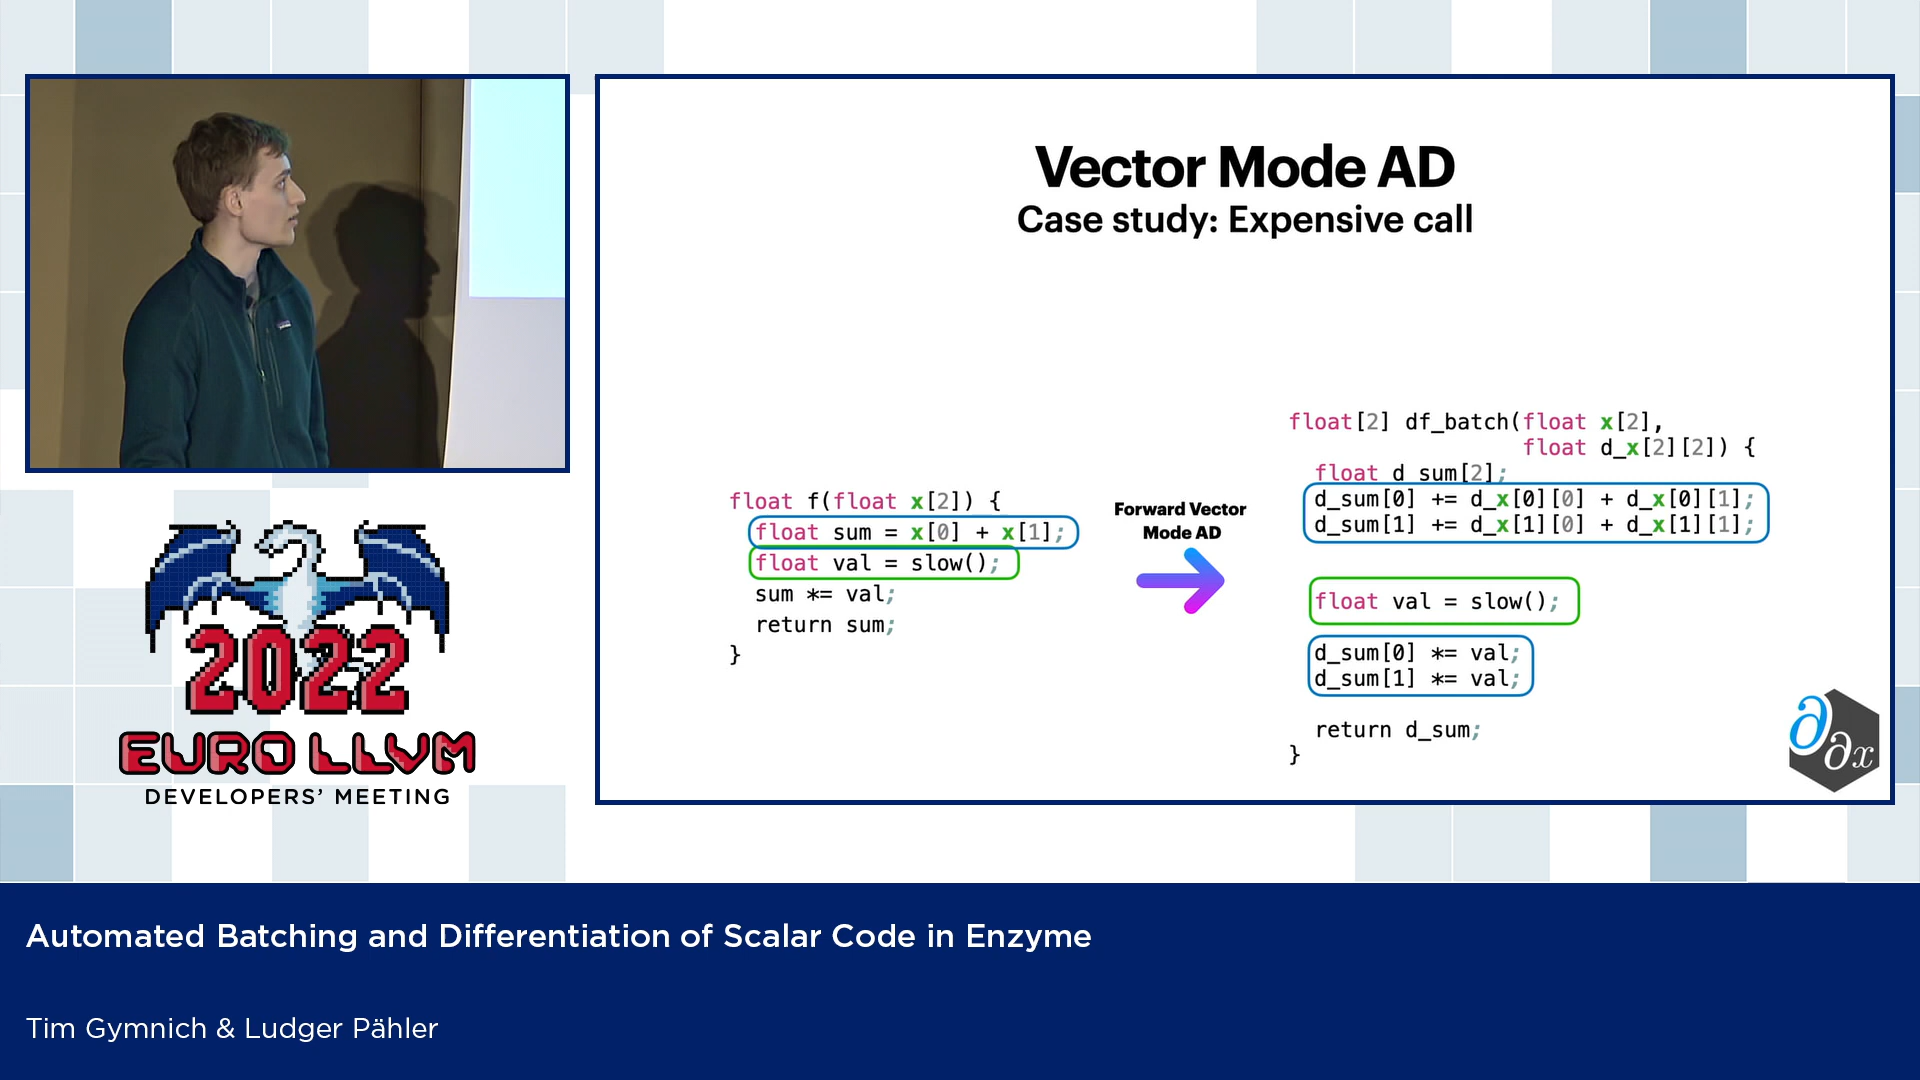 Vector Mode AD
Case study: Expensive call
float f(float x[2]) {
float sum = x[0] + x[1];
float val = slow();
sum *= val;
return sum;
}
Forward Vector
Mode AD
float[2] df_batch(float x[2],
float d_x[2][2]) {
float d_sum[2];
d_sum[0] += d_x[0][0] + d_x[0][1];
d_sum[1] += d_x[1][0] + d_x[1][1];
float val = slow();
d_sum[0] *= val;
d_sum[1] *= val;
return d_sum;
}
∂
∂x
2022
EURO LLVM
DEVELOPERS' MEETING
Automated Batching and Differentiation of Scalar Code in Enzyme
Tim Gymnich & Ludger Pähler